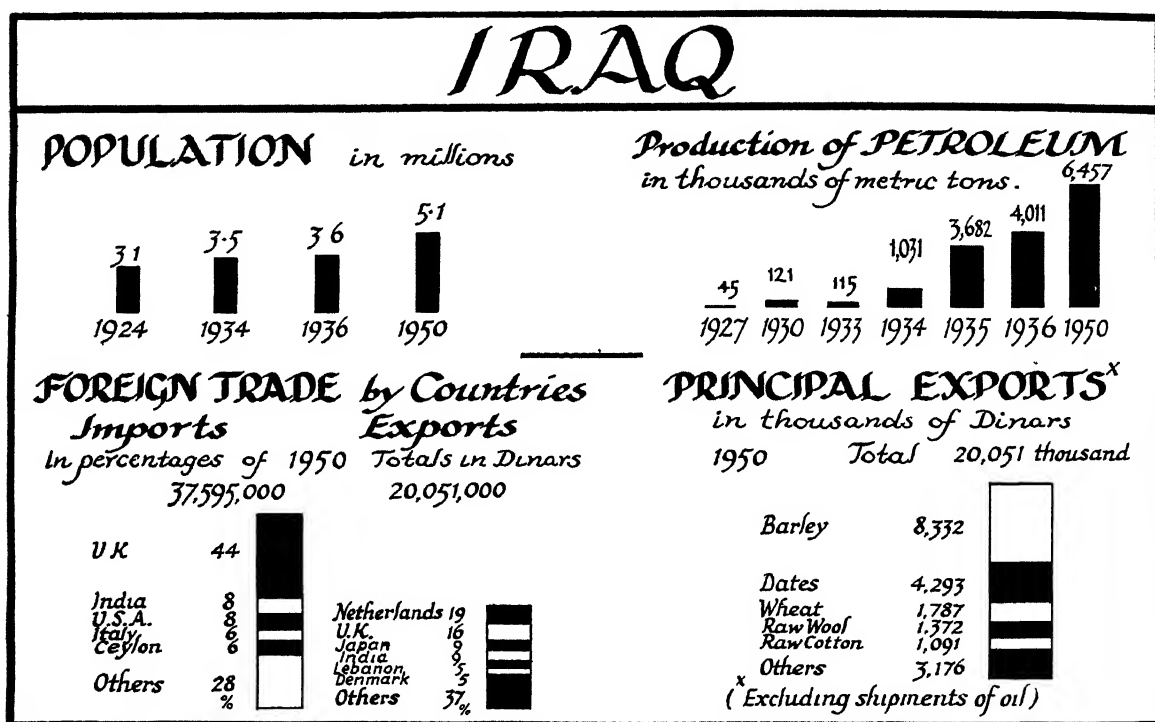 IRAQ
POPULATION in millions
3·1 3·5 3 6 5·1
1924 1934 1936 1950
Production of PETROLEUM
in thousands of metric tons.
45 121 115 1,031 3,682 4,011 6,457
1927 1930 1933 1934 1935 1936 1950
FOREIGN TRADE by Countries
Imports Exports
In percentages of 1950 Totals in Dinars
37,595,000 20,051,000
U K 44
India 8
U.S.A. 8
Italy 6
Ceylon 6
Others 28
%
Netherlands 19
U.K. 16
Japan 9
India 9
Lebanon 5
Denmark 5
Others 37%
PRINCIPAL EXPORTS x
in thousands of Dinars
1950 Total 20,051 thousand
Barley 8,332
Dates 4,293
Wheat 1,787
Raw Wool 1,372
Raw Cotton 1,091
Others 3,176
(x Excluding shipments of oil)